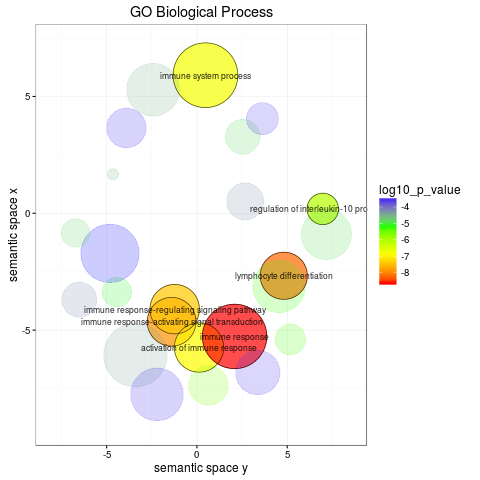 GO Biological Process
immune system process
regulation of interleukin-10 pro
lymphocyte differentiation
immune response-regulating signaling pathway
immune response-activating signal transduction
immune response
activation of immune response
semantic space x
5
0
-5
-5
0
5
semantic space y
log10_p_value
-4
-5
-6
-7
-8